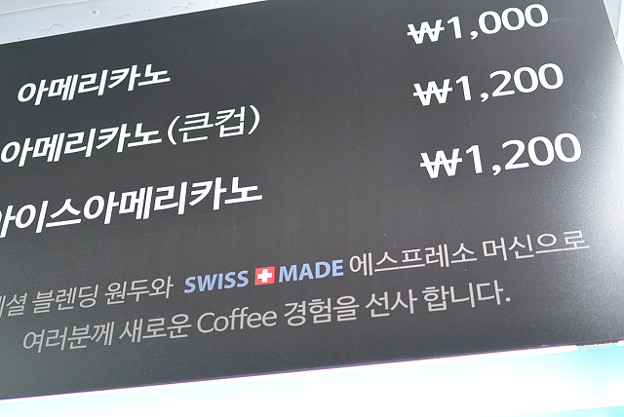 아메리카노 ₩1,000
아메리카노(큰컵) ₩1,200
아이스아메리카노 ₩1,200
블렌딩 원두와 SWISS MADE 에스프레소 머신으로
여러분께 새로운 Coffee 경험을 선사 합니다.